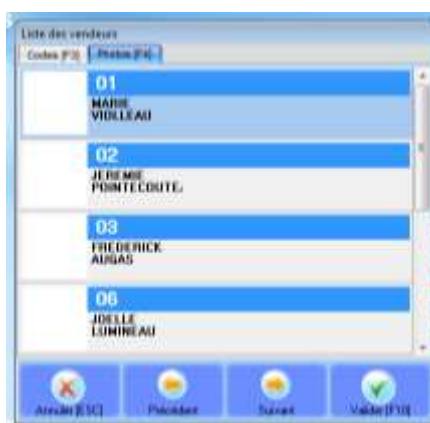 Liste des vendeurs
Codes [F3] Photos [F4]
01
MARIE
VIOLLEAU
02
JEREMIE
POINTECOUTE.
03
FREDERICK
AUGAS
06
JOELLE
LUMINEAU
Annuler [ESC] Précédent Suivant Valider [F10]